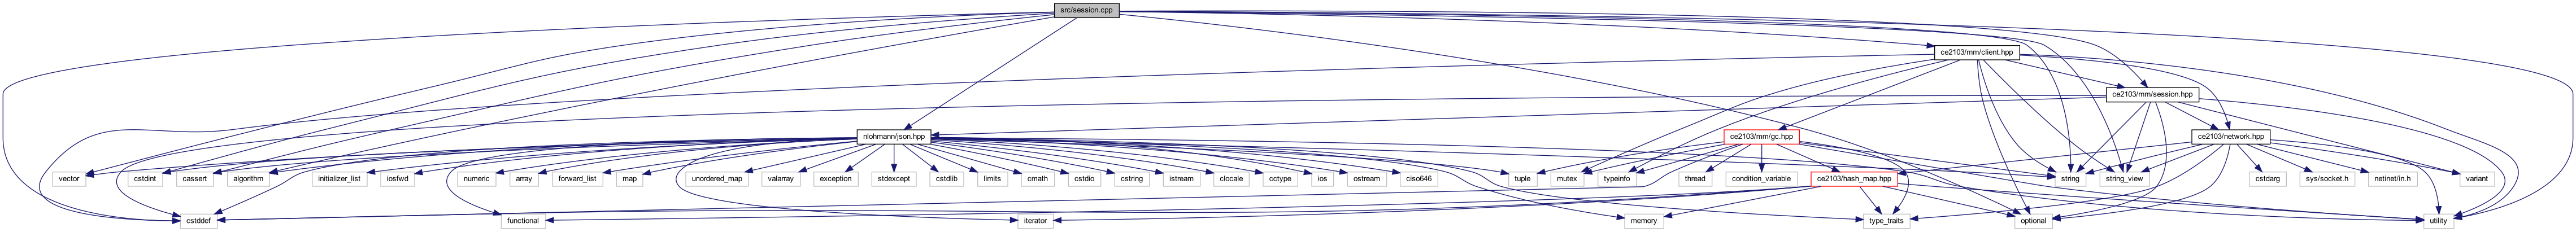 src/session.cpp
ce2103/mm/client.hpp
ce2103/mm/session.hpp
nlohmann/json.hpp
ce2103/mm/gc.hpp
ce2103/network.hpp
vector
cstdint
cassert
algorithm
initializer_list
iosfwd
numeric
array
forward_list
map
unordered_map
valarray
exception
stdexcept
cstdlib
limits
cmath
cstdio
cstring
istream
clocale
cctype
ios
ostream
ciso646
tuple
mutex
typeinfo
thread
condition_variable
ce2103/hash_map.hpp
string
string_view
cstdarg
sys/socket.h
netinet/in.h
variant
cstddef
functional
iterator
memory
type_traits
optional
utility